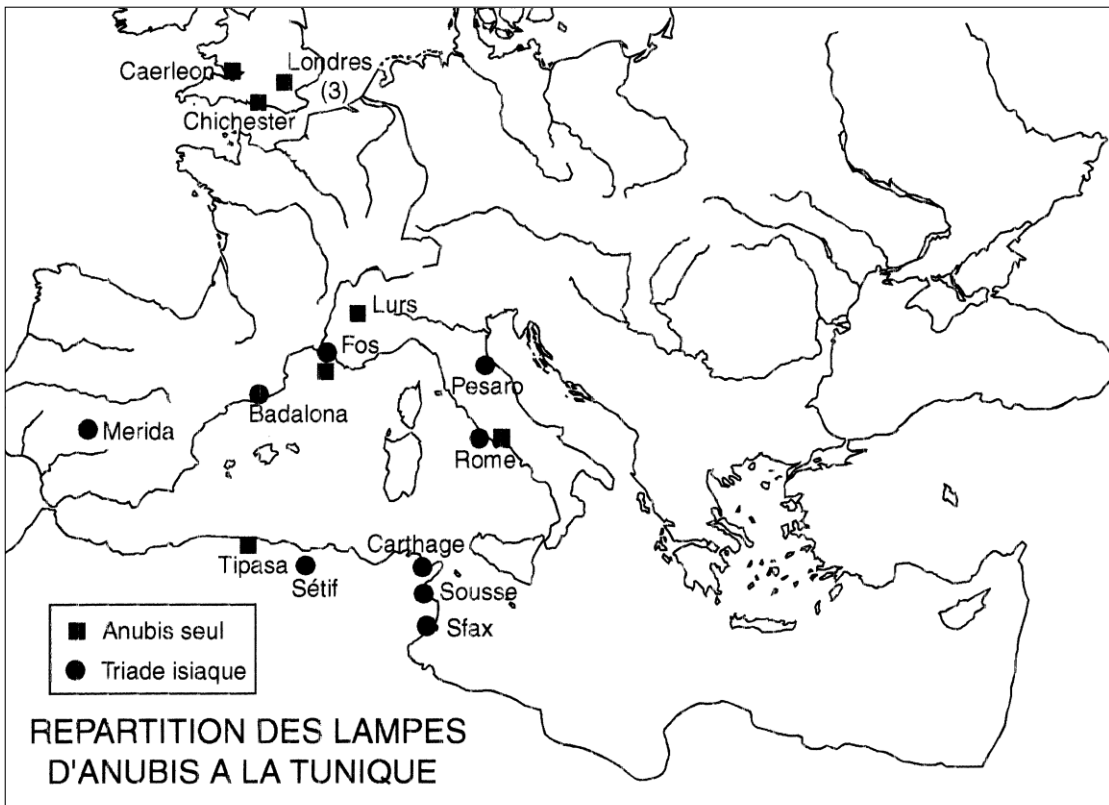 Caerleon
Londres
(3)
Chichester
Lurs
Fos
Pesaro
Badalona
Merida
Rome
Carthage
Tipasa
Sétif
Sousse
Sfax
Anubis seul
Triade isiaque
REPARTITION DES LAMPES
D'ANUBIS A LA TUNIQUE